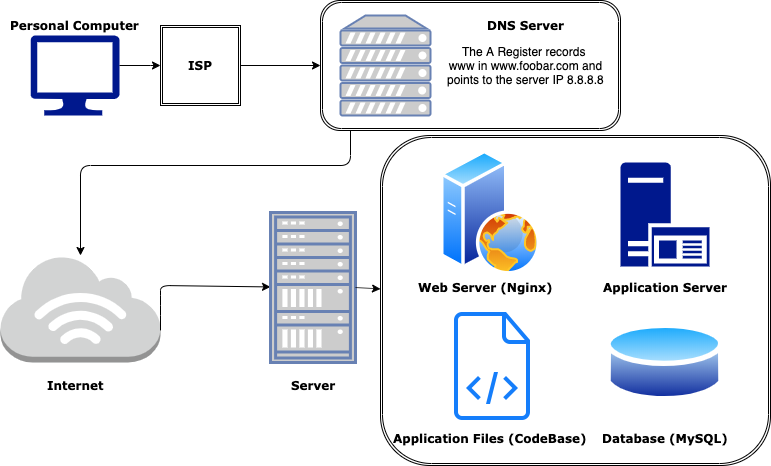 Personal Computer
ISP
DNS Server
The A Register records
www in www.foobar.com and
points to the server IP 8.8.8.8
Web Server (Nginx)
Application Server
Internet
Server
Application Files (CodeBase)
Database (MySQL)